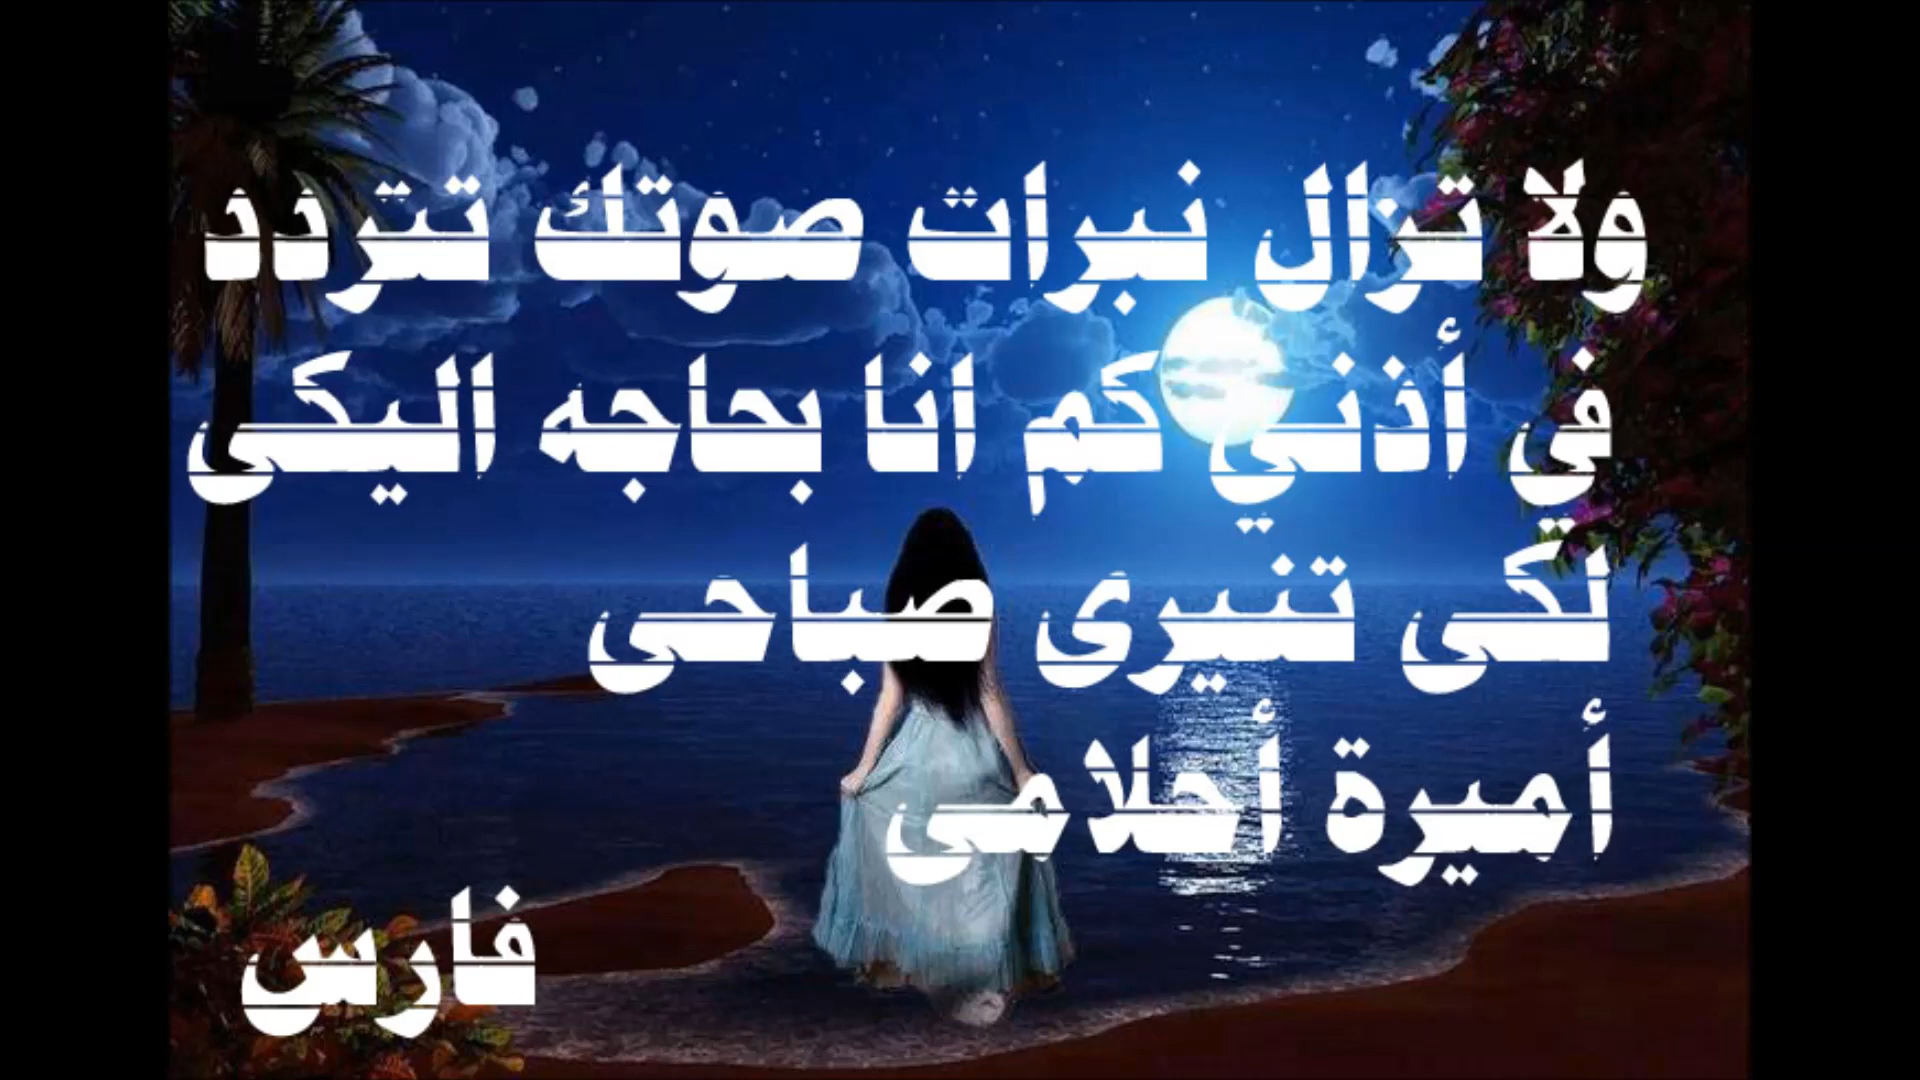 ولا تزال نبرات صوتك تتردد
في أذني كم انا بحاجه اليكى
لكى تنيرى صباحى
أميرة أحلامى
فارس